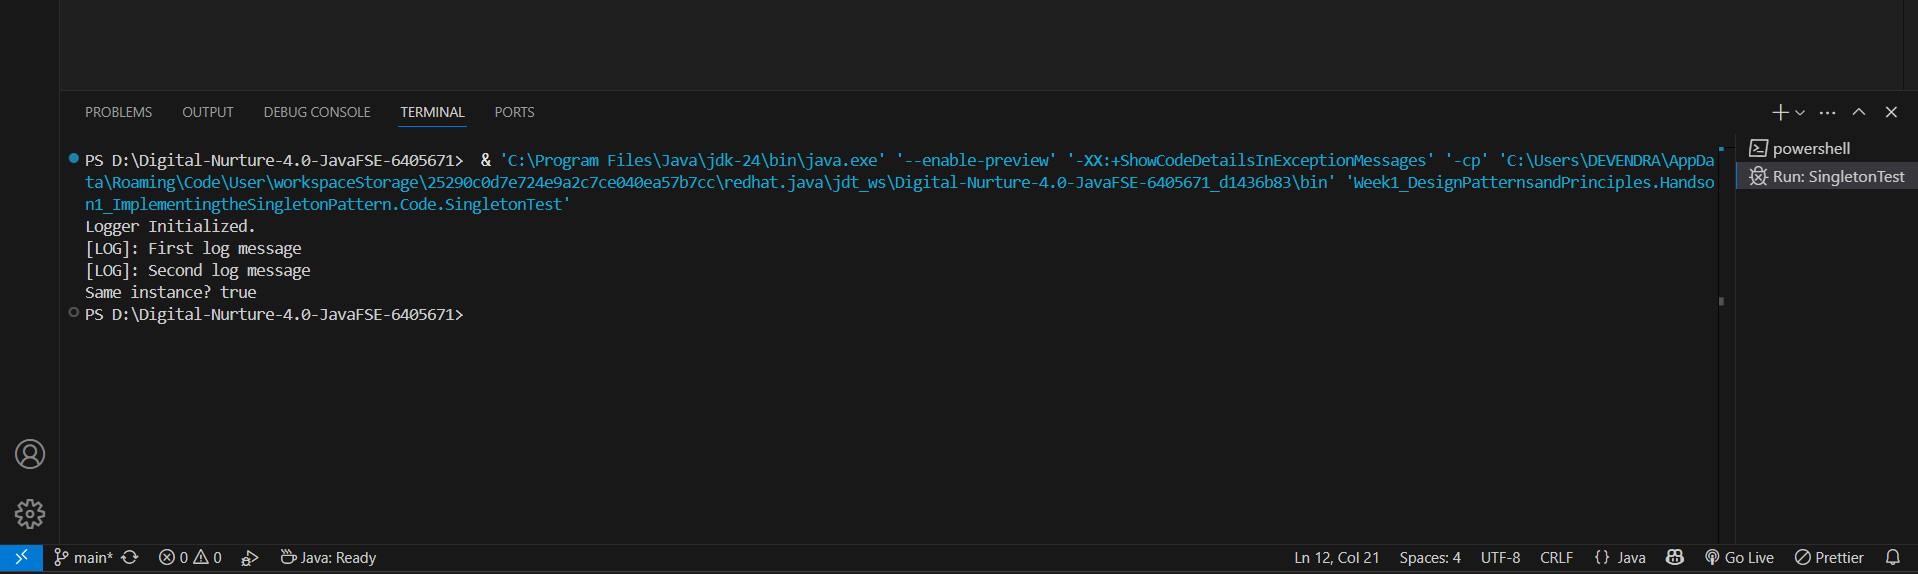 PROBLEMS OUTPUT DEBUG CONSOLE TERMINAL PORTS
PS D:\Digital-Nurture-4.0-JavaFSE-6405671>  & 'C:\Program Files\Java\jdk-24\bin\java.exe' '--enable-preview' '-XX:+ShowCodeDetailsInExceptionMessages' '-cp' 'C:\Users\DEVENDRA\AppDa
ta\Roaming\Code\User\workspaceStorage\25290c0d7e724e9a2c7ce040ea57b7cc\redhat.java\jdt_ws\Digital-Nurture-4.0-JavaFSE-6405671_d1436b83\bin' 'Week1_DesignPatternsandPrinciples.Handso
n1_ImplementingtheSingletonPattern.Code.SingletonTest'
Logger Initialized.
[LOG]: First log message
[LOG]: Second log message
Same instance? true
PS D:\Digital-Nurture-4.0-JavaFSE-6405671>
powershell
Run: SingletonTest
main* 0 0 Java: Ready Ln 12, Col 21 Spaces: 4 UTF-8 CRLF {} Java Go Live Prettier